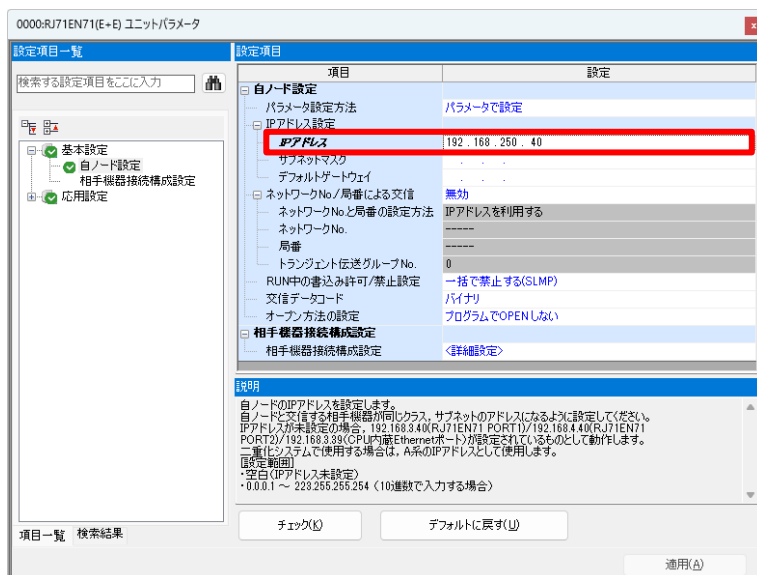 0000:RJ71EN71(E+E) ユニットパラメータ
設定項目一覧
検索する設定項目をここに入力
基本設定
自ノード設定
相手機器接続構成設定
応用設定
項目一覧 検索結果
設定項目
項目 設定
自ノード設定
パラメータ設定方法 パラメータで設定
IPアドレス設定
IPアドレス 192 . 168 . 250 . 40
サブネットマスク . . .
デフォルトゲートウェイ . . .
ネットワークNo./局番による交信 無効
ネットワークNo.と局番の設定方法 IPアドレスを利用する
ネットワークNo. -----
局番 -----
トランジェント伝送グループNo. 0
RUN中の書込み許可/禁止設定 一括で禁止する(SLMP)
交信データコード バイナリ
オープン方法の設定 プログラムでOPENしない
相手機器接続構成設定
相手機器接続構成設定 <詳細設定>
説明
自ノードのIPアドレスを設定します。
自ノードと交信する相手機器が同じクラス，サブネットのアドレスになるように設定してください。
IPアドレスが未設定の場合，192.168.3.40(RJ71EN71 PORT1)/192.168.4.40(RJ71EN71
PORT2)/192.168.3.39(CPU内蔵Ethernetポート)が設定されているものとして動作します。
二重化システムで使用する場合は，A系のIPアドレスとして使用します。
[設定範囲]
・空白(IPアドレス未設定)
・0.0.0.1 ～ 223.255.255.254 (10進数で入力する場合)
チェック(K) デフォルトに戻す(U)
適用(A)